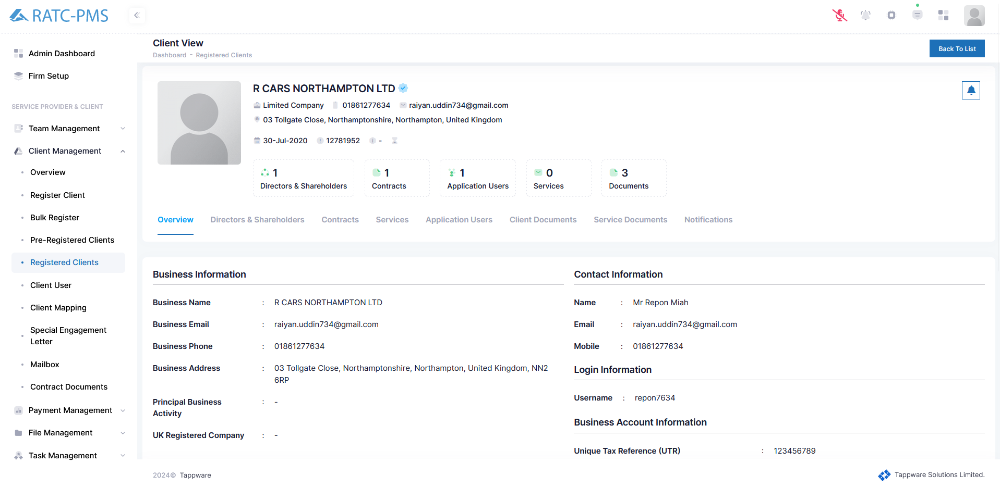 RATC-PMS
Admin Dashboard
Firm Setup
SERVICE PROVIDER & CLIENT
Team Management
Client Management
Overview
Register Client
Bulk Register
Pre-Registered Clients
Registered Clients
Client User
Client Mapping
Special Engagement
Letter
Mailbox
Contract Documents
Payment Management
File Management
Task Management
Client View
Dashboard - Registered Clients
Back To List
R CARS NORTHAMPTON LTD
Limited Company 01861277634 raiyan.uddin734@gmail.com
03 Tollgate Close, Northamptonshire, Northampton, United Kingdom
30-Jul-2020 12781952 -
1
Directors & Shareholders
1
Contracts
1
Application Users
0
Services
3
Documents
Overview Directors & Shareholders Contracts Services Application Users Client Documents Service Documents Notifications
Business Information
Business Name : R CARS NORTHAMPTON LTD
Business Email : raiyan.uddin734@gmail.com
Business Phone : 01861277634
Business Address : 03 Tollgate Close, Northamptonshire, Northampton, United Kingdom, NN2
6RP
Principal Business : -
Activity
UK Registered Company : -
Contact Information
Name : Mr Repon Miah
Email : raiyan.uddin734@gmail.com
Mobile : 01861277634
Login Information
Username : repon7634
Business Account Information
Unique Tax Reference (UTR) : 123456789
2024© Tappware
Tappware Solutions Limited.